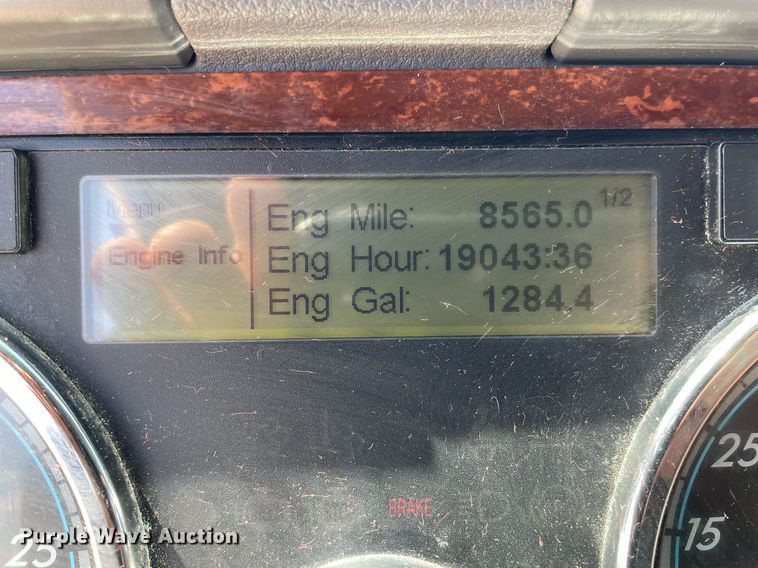 Menu
1/2
Eng Mile: 8565.0
Engine Info
Eng Hour: 19043:36
Eng Gal: 1284.4
BRAKE
25
15
25
Purple Wave Auction